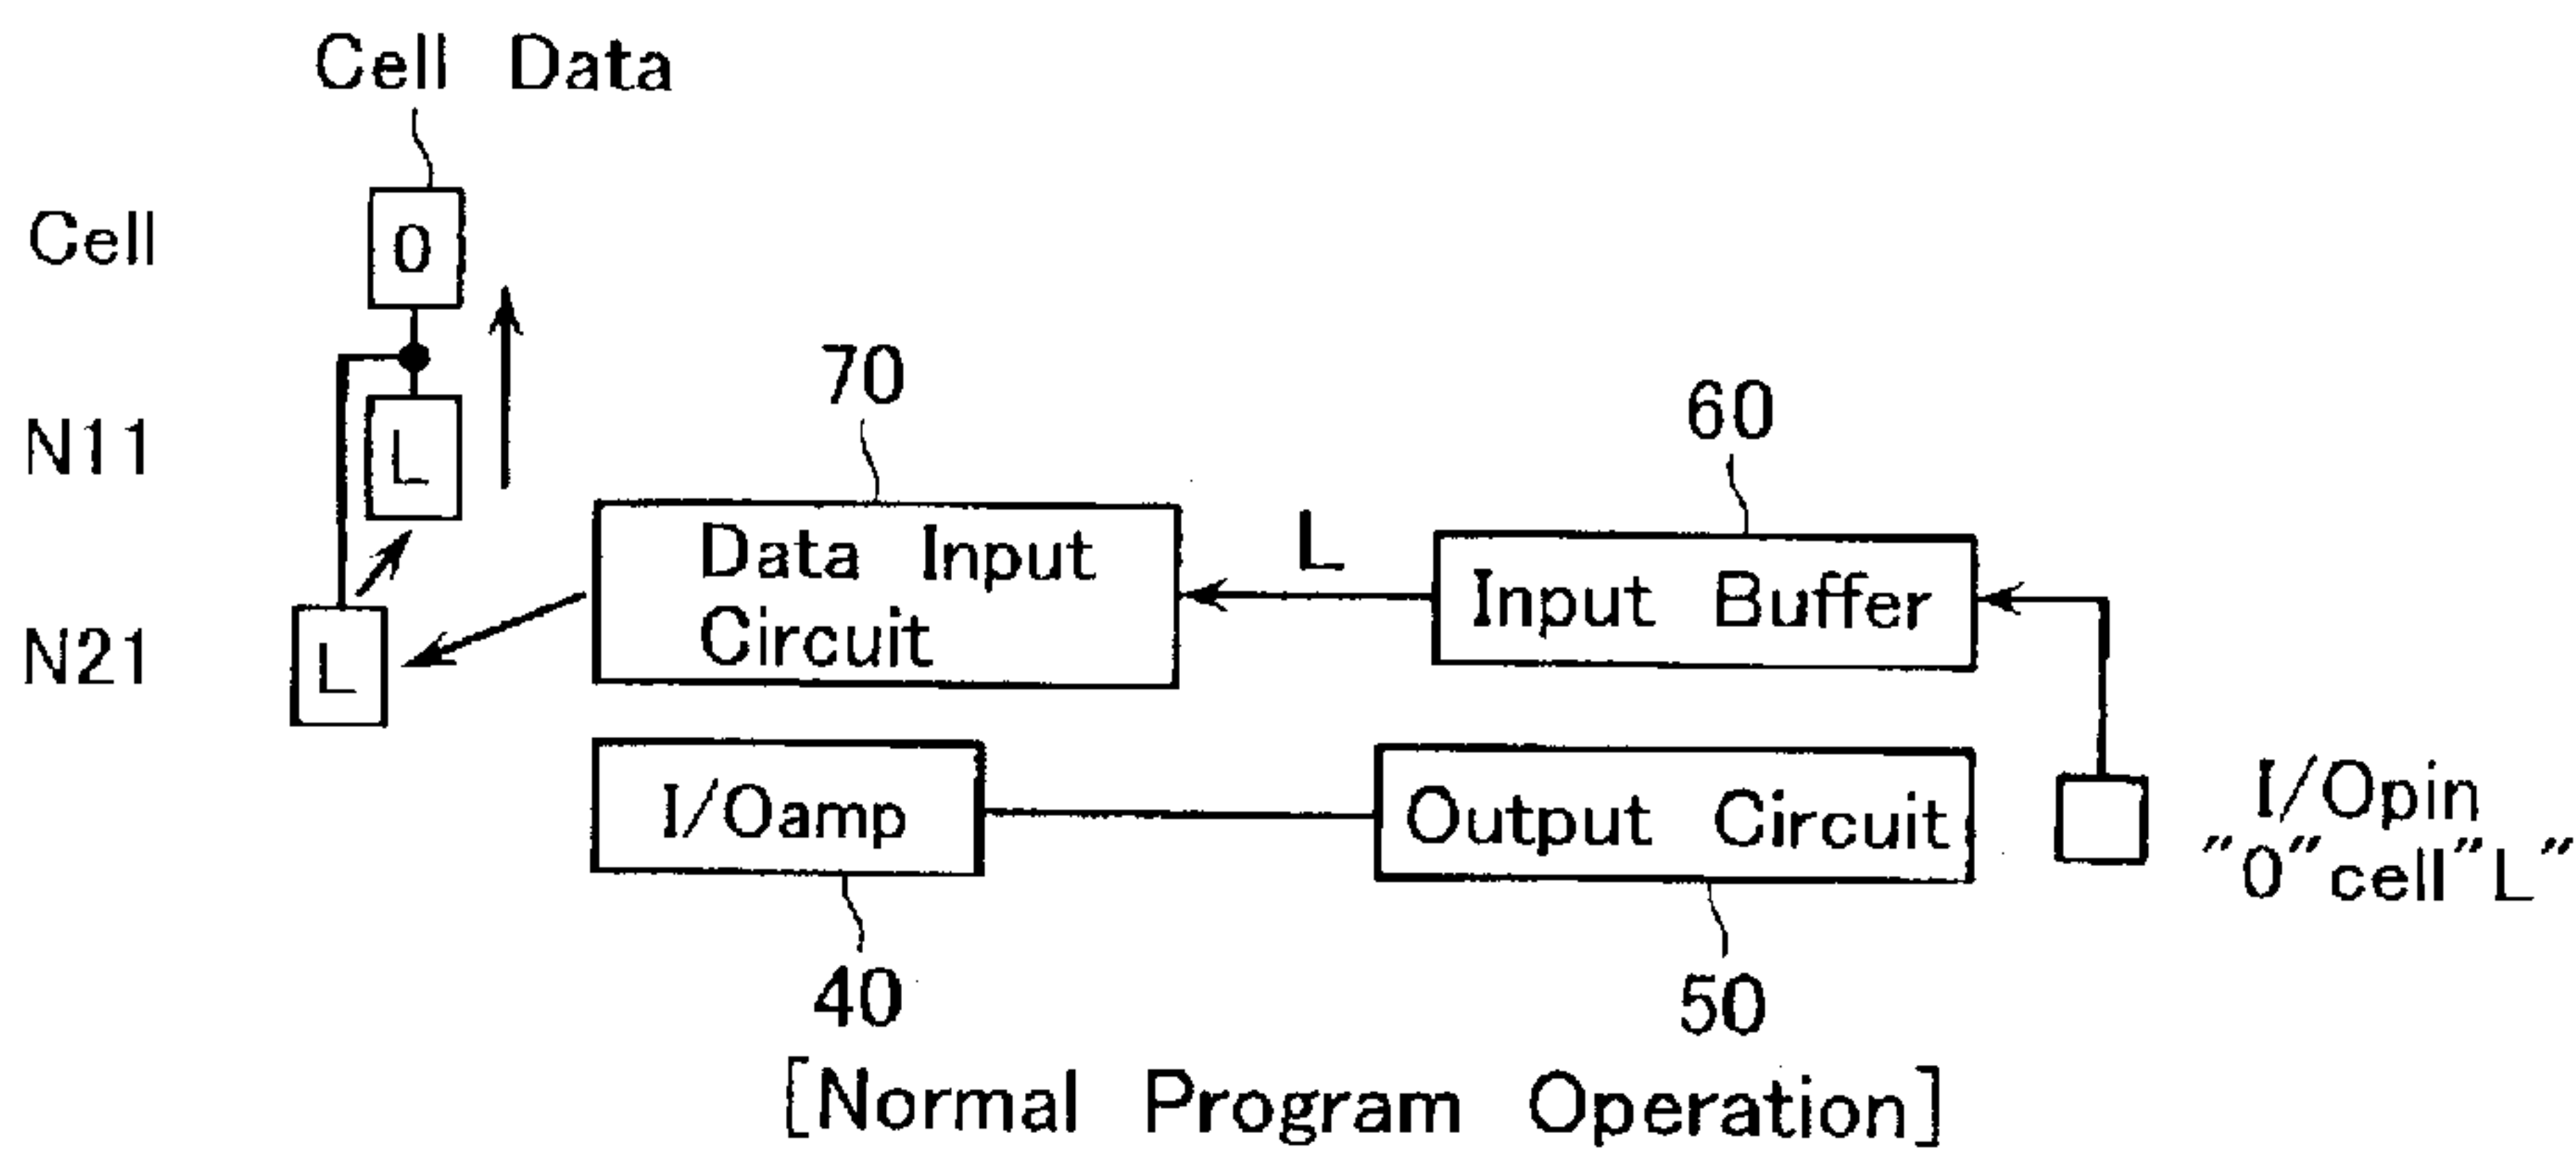 Cell Data
Cell
0
N11
L
N21
L
70
Data Input
Circuit
L
60
Input Buffer
I/Oamp
40
Output Circuit
50
I/Opin
"0"cell"L"
[Normal Program Operation]